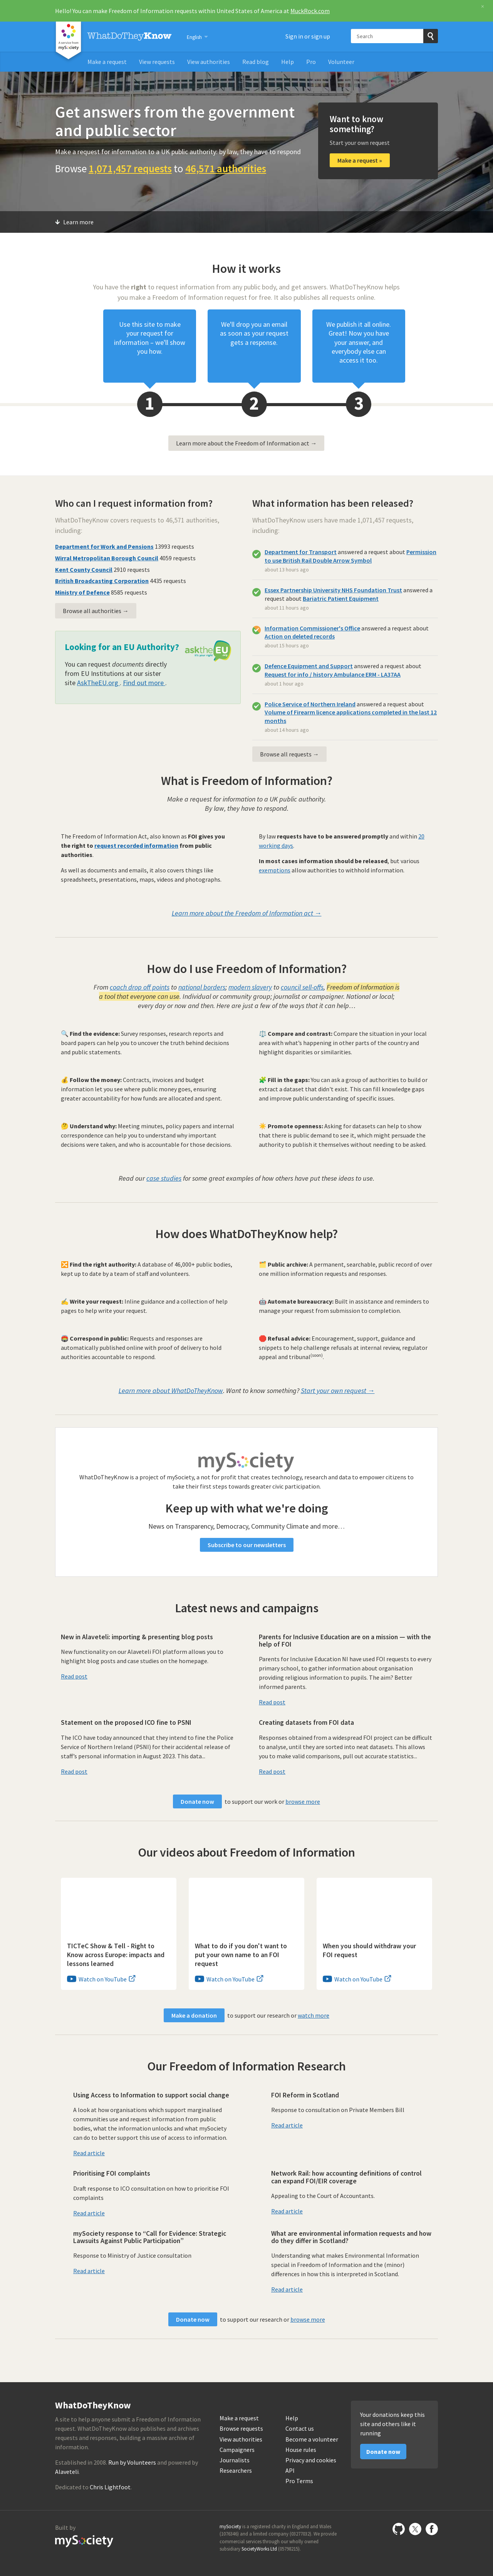 Hello! You can make Freedom of Information requests within United States of America at MuckRock.com
×
a service from mySociety
WhatDoTheyKnow
English
Sign in or sign up
Search
Make a request
View requests
View authorities
Read blog
Help
Pro
Volunteer
Get answers from the government
and public sector
Make a request for information to a UK public authority: by law, they have to respond
Browse 1,071,457 requests to 46,571 authorities
Want to know
something?
Start your own request
Make a request »
Learn more
How it works
You have the right to request information from any public body, and get answers. WhatDoTheyKnow helps
you make a Freedom of Information request for free. It also publishes all requests online.
Use this site to make
your request for
information – we'll show
you how.
We'll drop you an email
as soon as your request
gets a response.
We publish it all online.
Great! Now you have
your answer, and
everybody else can
access it too.
1
2
3
Learn more about the Freedom of Information act →
Who can I request information from?
WhatDoTheyKnow covers requests to 46,571 authorities,
including:
Department for Work and Pensions 13993 requests
Wirral Metropolitan Borough Council 4059 requests
Kent County Council 2910 requests
British Broadcasting Corporation 4435 requests
Ministry of Defence 8585 requests
Browse all authorities →
Looking for an EU Authority?
You can request documents directly
from EU Institutions at our sister
site AskTheEU.org . Find out more .
asktheEU
What information has been released?
WhatDoTheyKnow users have made 1,071,457 requests,
including:
Department for Transport answered a request about Permission
to use British Rail Double Arrow Symbol
about 13 hours ago
Essex Partnership University NHS Foundation Trust answered a
request about Bariatric Patient Equipment
about 11 hours ago
Information Commissioner's Office answered a request about
Action on deleted records
about 15 hours ago
Defence Equipment and Support answered a request about
Request for info / history Ambulance ERM - LA37AA
about 1 hour ago
Police Service of Northern Ireland answered a request about
Volume of Firearm licence applications completed in the last 12
months
about 14 hours ago
Browse all requests →
What is Freedom of Information?
Make a request for information to a UK public authority.
By law, they have to respond.
The Freedom of Information Act, also known as FOI gives you
the right to request recorded information from public
authorities.
As well as documents and emails, it also covers things like
spreadsheets, presentations, maps, videos and photographs.
By law requests have to be answered promptly and within 20
working days.
In most cases information should be released, but various
exemptions allow authorities to withhold information.
Learn more about the Freedom of Information act →
How do I use Freedom of Information?
From coach drop off points to national borders; modern slavery to council sell-offs, Freedom of Information is
a tool that everyone can use. Individual or community group; journalist or campaigner. National or local;
every day or now and then. Here are just a few of the ways that it can help…
🔍 Find the evidence: Survey responses, research reports and
board papers can help you to uncover the truth behind decisions
and public statements.
⚖️ Compare and contrast: Compare the situation in your local
area with what's happening in other parts of the country and
highlight disparities or similarities.
💰 Follow the money: Contracts, invoices and budget
information let you see where public money goes, ensuring
greater accountability for how funds are allocated and spent.
🧩 Fill in the gaps: You can ask a group of authorities to build or
extract a dataset that didn't exist. This can fill knowledge gaps
and improve public understanding of specific issues.
🤔 Understand why: Meeting minutes, policy papers and internal
correspondence can help you to understand why important
decisions were taken, and who is accountable for those decisions.
☀️ Promote openness: Asking for datasets can help to show
that there is public demand to see it, which might persuade the
authority to publish it themselves without needing to be asked.
Read our case studies for some great examples of how others have put these ideas to use.
How does WhatDoTheyKnow help?
🔀 Find the right authority: A database of 46,000+ public bodies,
kept up to date by a team of staff and volunteers.
🗂️ Public archive: A permanent, searchable, public record of over
one million information requests and responses.
✍️ Write your request: Inline guidance and a collection of help
pages to help write your request.
🤖 Automate bureaucracy: Built in assistance and reminders to
manage your request from submission to completion.
Correspond in public: Requests and responses are
automatically published online with proof of delivery to hold
authorities accountable to respond.
🛑 Refusal advice: Encouragement, support, guidance and
snippets to help challenge refusals at internal review, regulator
appeal and tribunal(soon).
Learn more about WhatDoTheyKnow. Want to know something? Start your own request →
mySociety
WhatDoTheyKnow is a project of mySociety, a not for profit that creates technology, research and data to empower citizens to
take their first steps towards greater civic participation.
Keep up with what we're doing
News on Transparency, Democracy, Community Climate and more…
Subscribe to our newsletters
Latest news and campaigns
New in Alaveteli: importing & presenting blog posts
New functionality on our Alaveteli FOI platform allows you to
highlight blog posts and case studies on the homepage.
Read post
Parents for Inclusive Education are on a mission — with the
help of FOI
Parents for Inclusive Education NI have used FOI requests to every
primary school, to gather information about organisation
providing religious information to pupils. The aim? Better
informed parents.
Read post
Statement on the proposed ICO fine to PSNI
The ICO have today announced that they intend to fine the Police
Service of Northern Ireland (PSNI) for their accidental release of
staff's personal information in August 2023. This data...
Read post
Creating datasets from FOI data
Responses obtained from a widespread FOI project can be difficult
to analyse, until they are sorted into neat datasets. This allows
you to make valid comparisons, pull out accurate statistics...
Read post
Donate now to support our work or browse more
Our videos about Freedom of Information
TICTeC Show & Tell - Right to
Know across Europe: impacts and
lessons learned
Watch on YouTube
What to do if you don't want to
put your own name to an FOI
request
Watch on YouTube
When you should withdraw your
FOI request
Watch on YouTube
Make a donation to support our research or watch more
Our Freedom of Information Research
Using Access to Information to support social change
A look at how organisations which support marginalised
communities use and request information from public
bodies, what the information unlocks and what mySociety
can do to better support this use of access to information.
Read article
FOI Reform in Scotland
Response to consultation on Private Members Bill
Read article
Prioritising FOI complaints
Draft response to ICO consultation on how to prioritise FOI
complaints
Read article
Network Rail: how accounting definitions of control
can expand FOI/EIR coverage
Appealing to the Court of Accountants.
Read article
mySociety response to “Call for Evidence: Strategic
Lawsuits Against Public Participation”
Response to Ministry of Justice consultation
Read article
What are environmental information requests and how
do they differ in Scotland?
Understanding what makes Environmental Information
special in Freedom of Information and the (minor)
differences in how this is interpreted in Scotland.
Read article
Donate now to support our research or browse more
WhatDoTheyKnow
A site to help anyone submit a Freedom of Information
request. WhatDoTheyKnow also publishes and archives
requests and responses, building a massive archive of
information.
Established in 2008. Run by Volunteers and powered by
Alaveteli.
Dedicated to Chris Lightfoot.
Make a request
Browse requests
View authorities
Campaigners
Journalists
Researchers
Help
Contact us
Become a volunteer
House rules
Privacy and cookies
API
Pro Terms
Your donations keep this
site and others like it
running
Donate now
Built by
mySociety
mySociety is a registered charity in England and Wales
(1076346) and a limited company (03277032). We provide
commercial services through our wholly owned
subsidiary SocietyWorks Ltd (05798215).